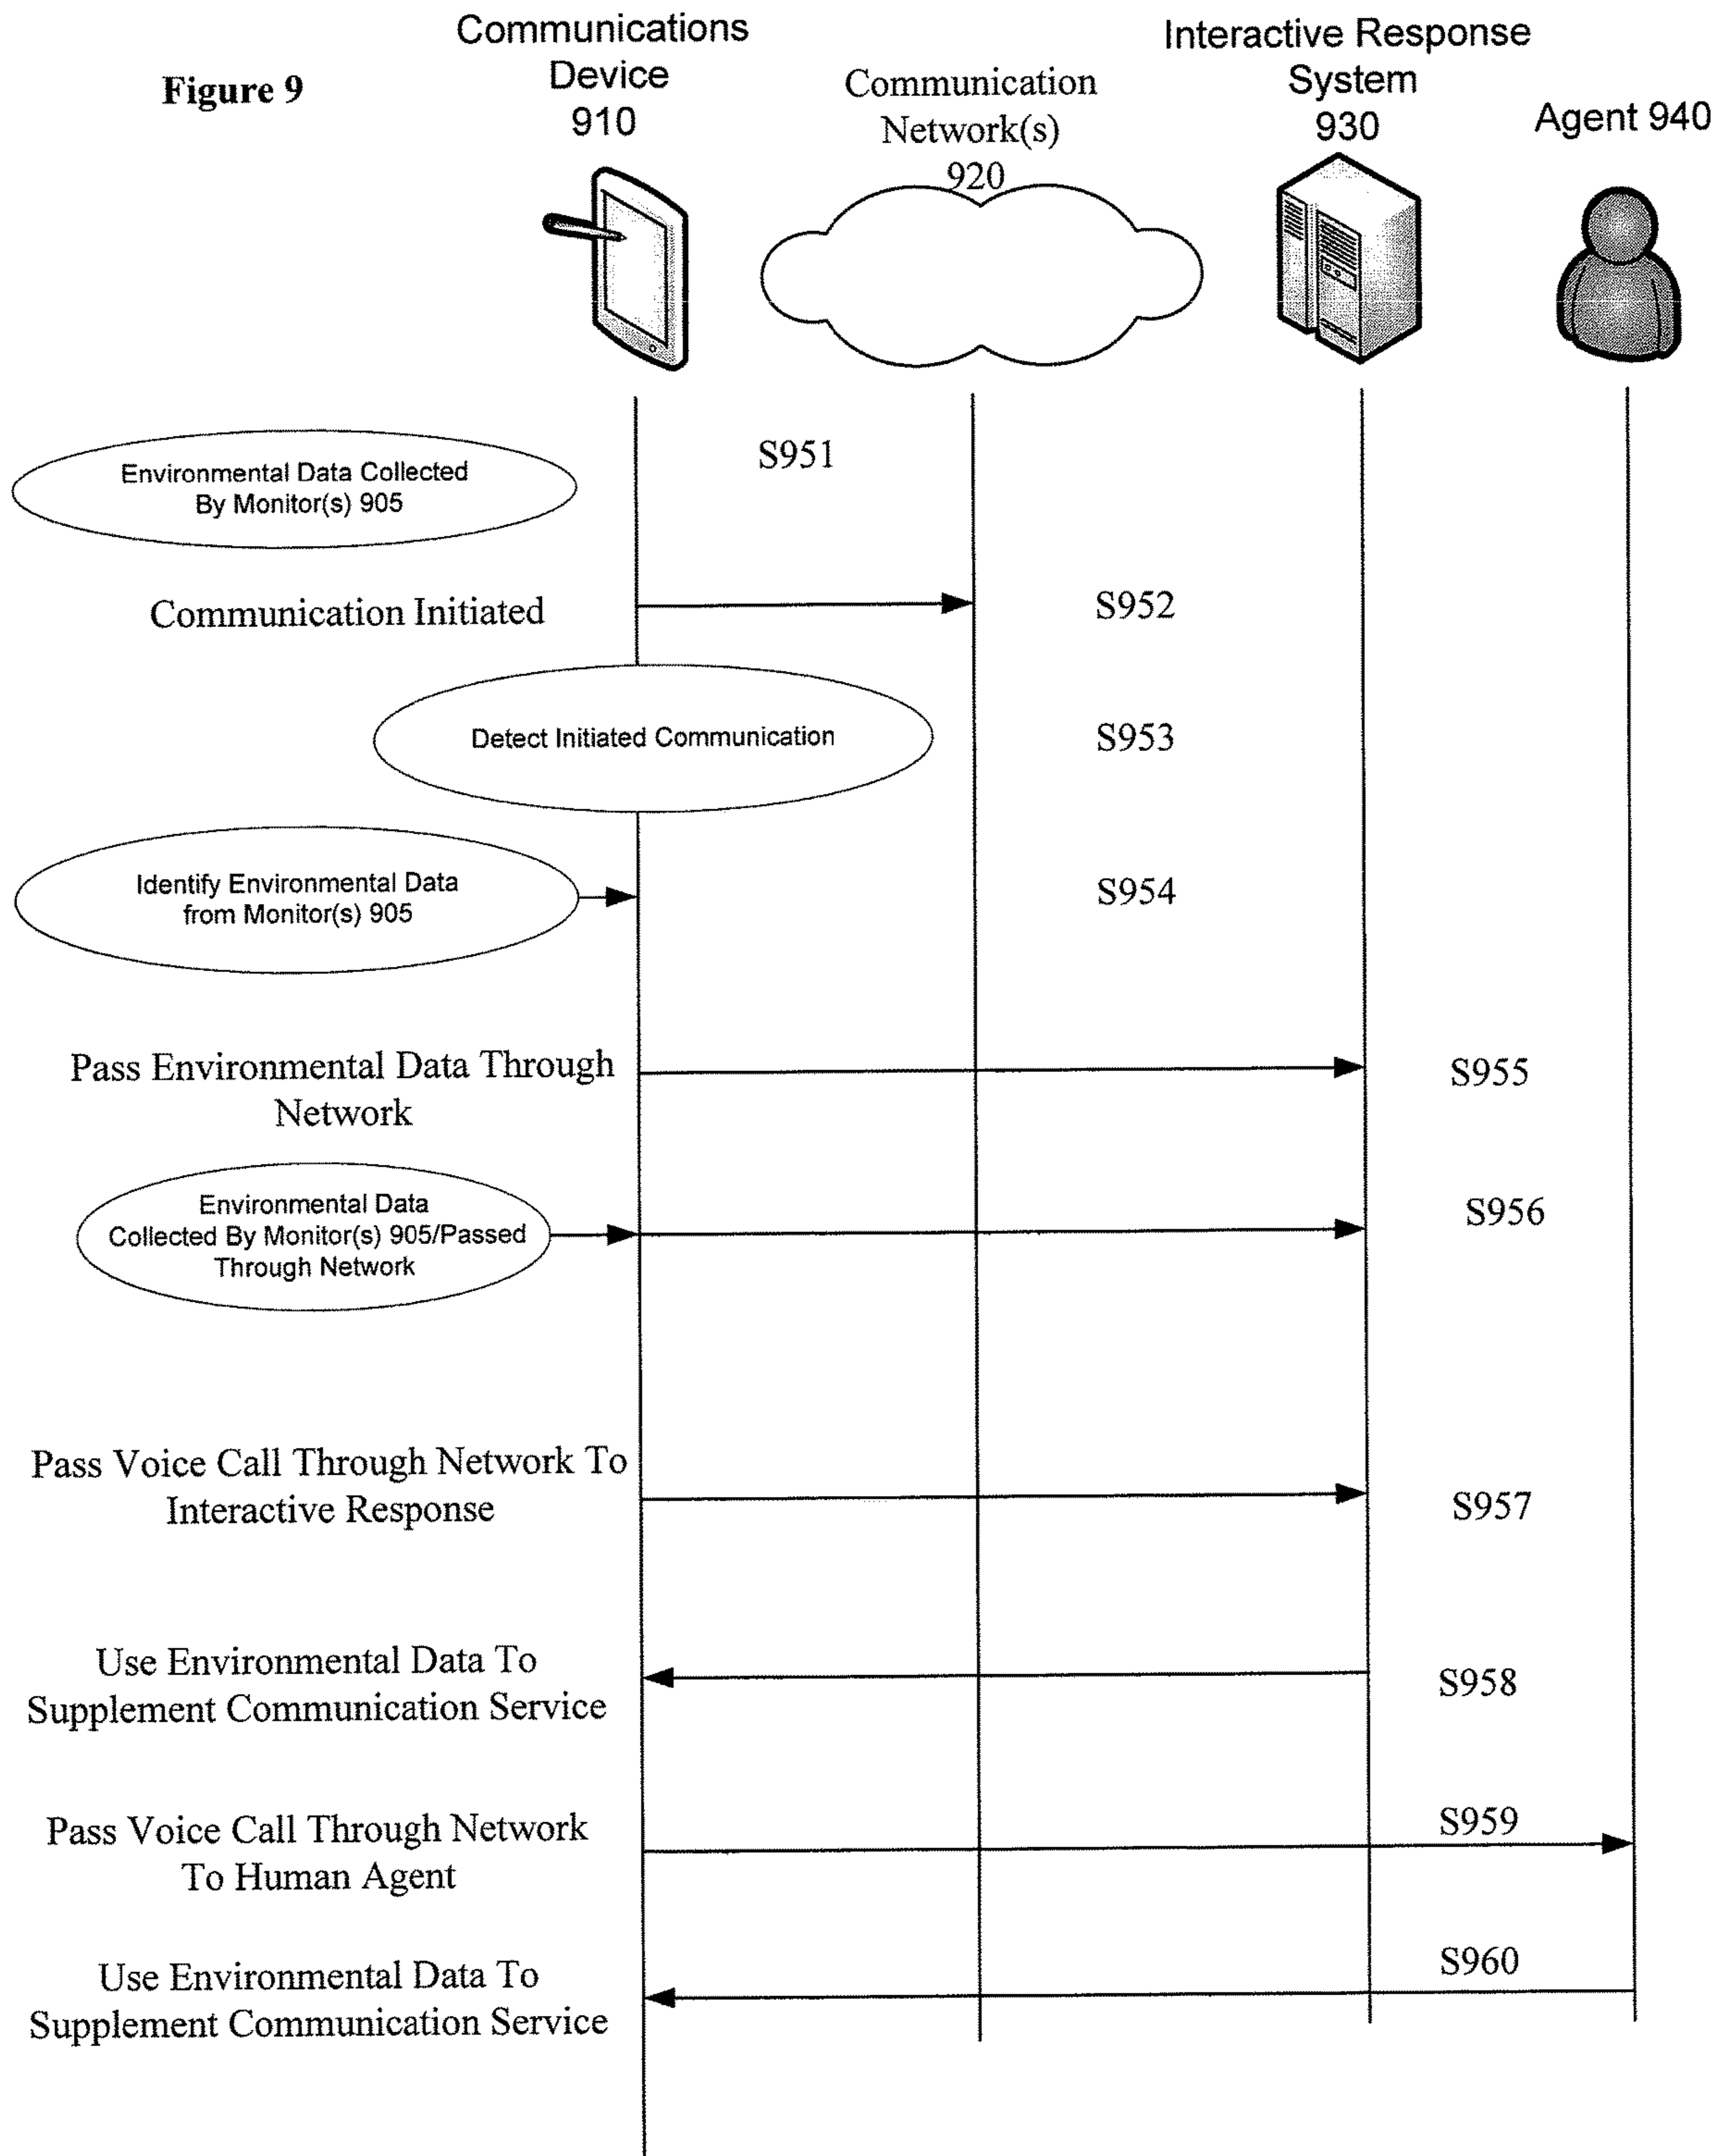 Figure 9
Communications
Device
910
Communication
Network(s)
920
Interactive Response
System
930
Agent 940
Environmental Data Collected
By Monitor(s) 905
S951
Communication Initiated
S952
Detect Initiated Communication
S953
Identify Environmental Data
from Monitor(s) 905
S954
Pass Environmental Data Through
Network
S955
Environmental Data
Collected By Monitor(s) 905/Passed
Through Network
S956
Pass Voice Call Through Network To
Interactive Response
S957
Use Environmental Data To
Supplement Communication Service
S958
Pass Voice Call Through Network
To Human Agent
S959
Use Environmental Data To
Supplement Communication Service
S960